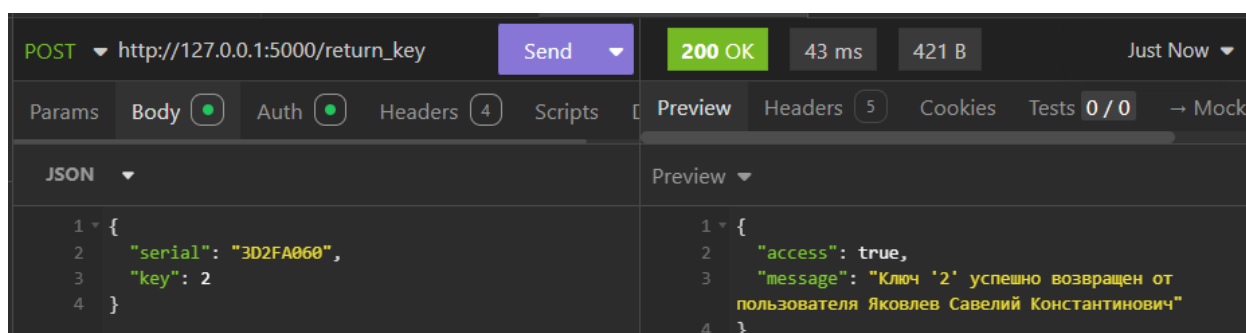 POST http://127.0.0.1:5000/return_key Send 200 OK 43 ms 421 B Just Now
Params Body Auth Headers 4 Scripts Preview Headers 5 Cookies Tests 0 / 0 → Mock
JSON
Preview
1 {
2 "serial": "3D2FA060",
3 "key": 2
4 }
1 {
2 "access": true,
3 "message": "Ключ '2' успешно возвращен от
пользователя Яковлев Савелий Константинович"
4 }